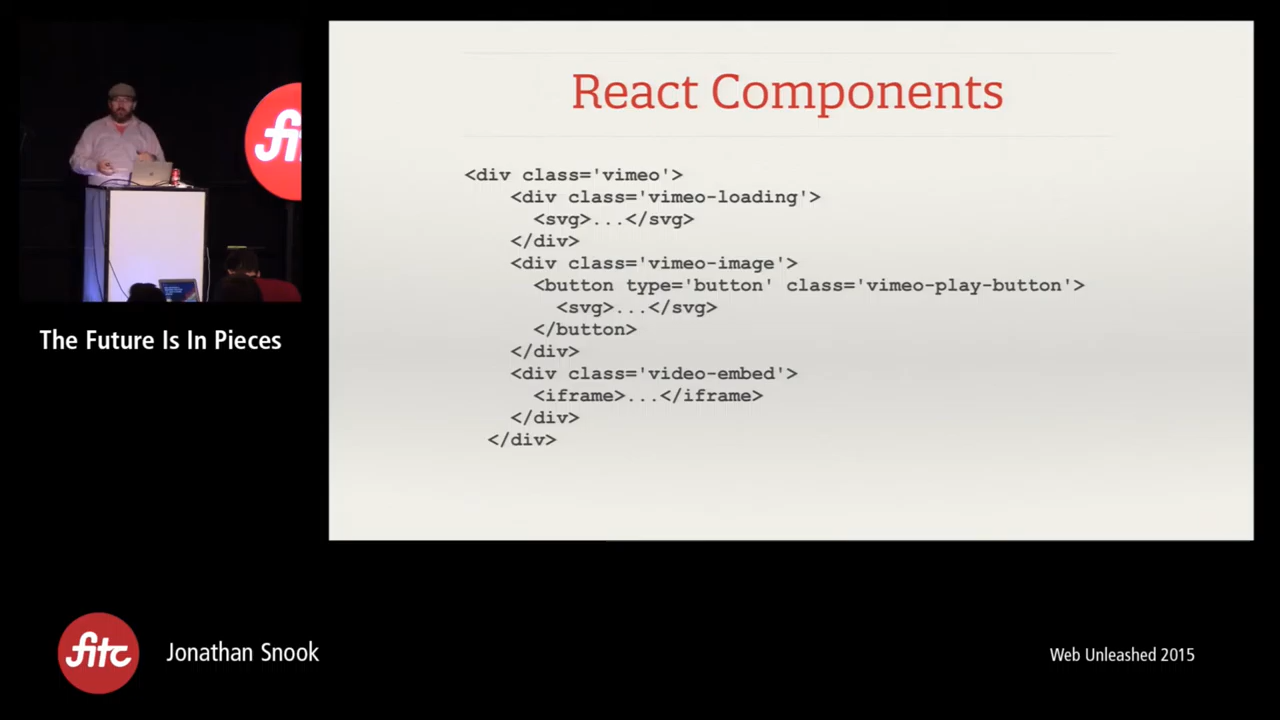 fitc
React Components
<div class='vimeo'>
<div class='vimeo-loading'>
<svg>...</svg>
</div>
<div class='vimeo-image'>
<button type='button' class='vimeo-play-button'>
<svg>...</svg>
</button>
</div>
<div class='video-embed'>
<iframe>...</iframe>
</div>
</div>
The Future Is In Pieces
fitc
Jonathan Snook
Web Unleashed 2015